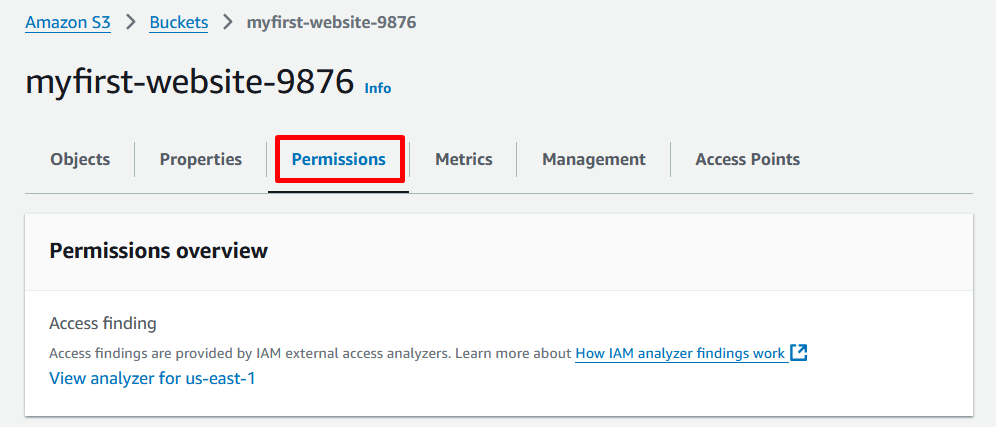 Amazon S3 > Buckets > myfirst-website-9876
myfirst-website-9876 Info
Objects Properties Permissions Metrics Management Access Points
Permissions overview
Access finding
Access findings are provided by IAM external access analyzers. Learn more about How IAM analyzer findings work
View analyzer for us-east-1